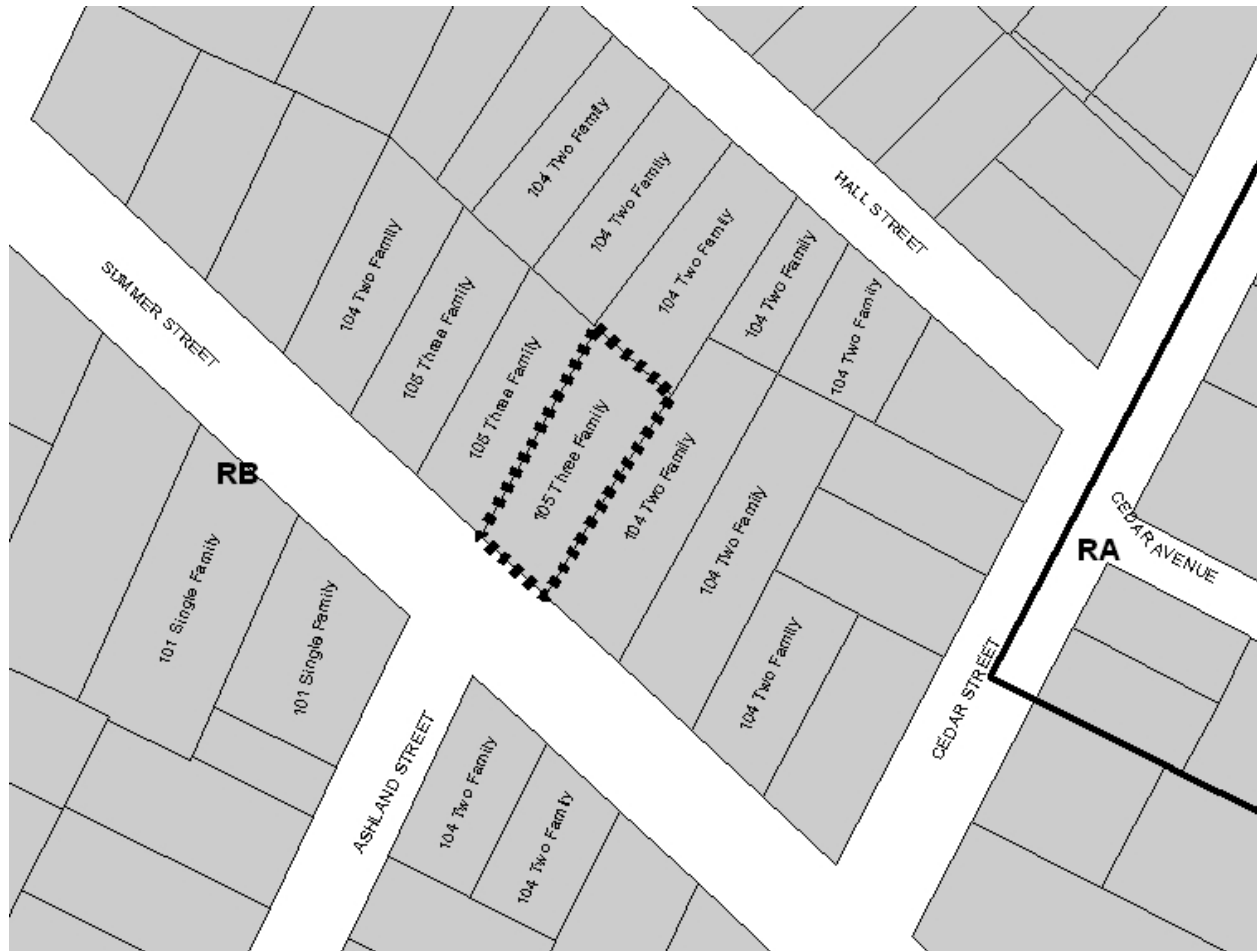 104 Two Family
104 Two Family
HALL STREET
104 Two Family
104 Two Family
104 Two Family
104 Two Family
SUMMER STREET
105 Three Family
105 Three Family
105 Three Family
104 Two Family
RB
104 Two Family
CEDAR AVENUE
RA
101 Single Family
101 Single Family
104 Two Family
CEDAR STREET
ASHLAND STREET
104 Two Family
104 Two Family